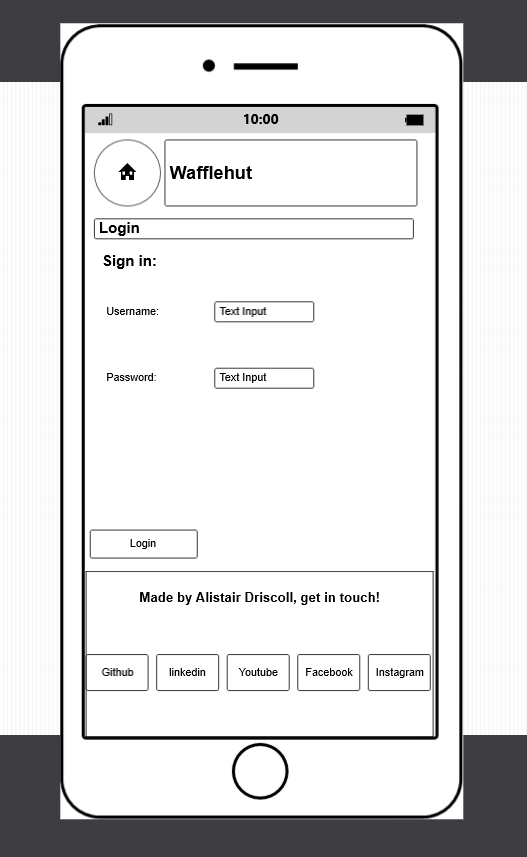 10:00
Wafflehut
Login
Sign in:
Username: Text Input
Password: Text Input
Login
Made by Alistair Driscoll, get in touch!
Github linkedin Youtube Facebook Instagram